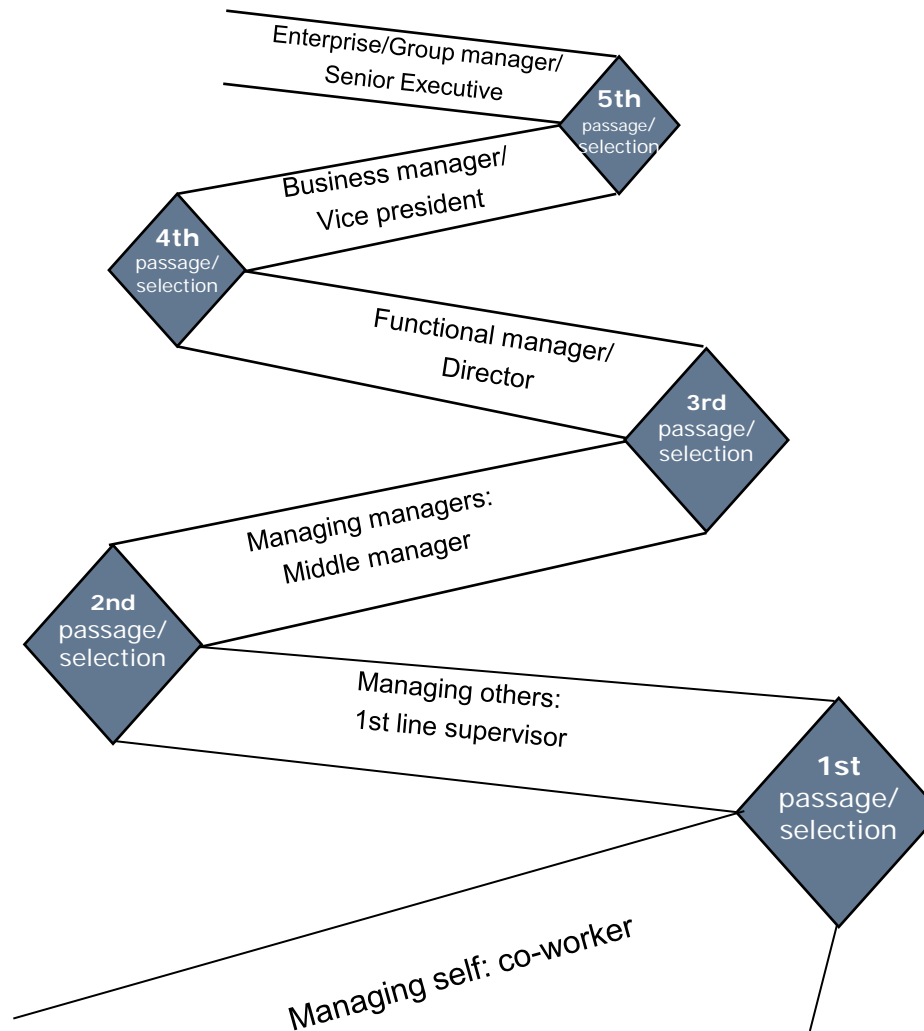 Enterprise/Group manager/
Senior Executive
5th
passage/
selection
Business manager/
Vice president
4th
passage/
selection
Functional manager/
Director
3rd
passage/
selection
Managing managers:
Middle manager
2nd
passage/
selection
Managing others:
1st line supervisor
1st
passage/
selection
Managing self: co-worker